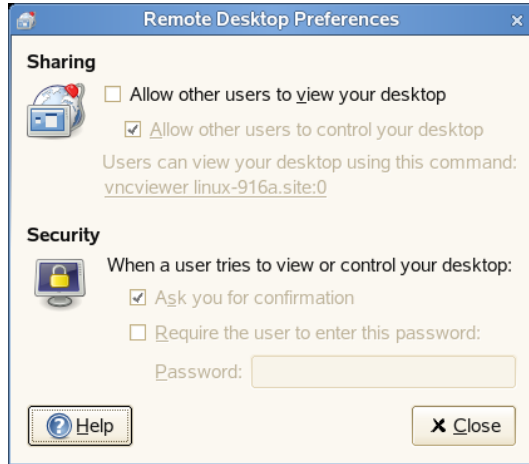 Remote Desktop Preferences
Sharing
Allow other users to view your desktop
Allow other users to control your desktop
Users can view your desktop using this command:
vncviewer linux-916a.site:0
Security
When a user tries to view or control your desktop:
Ask you for confirmation
Require the user to enter this password:
Password:
Help
Close